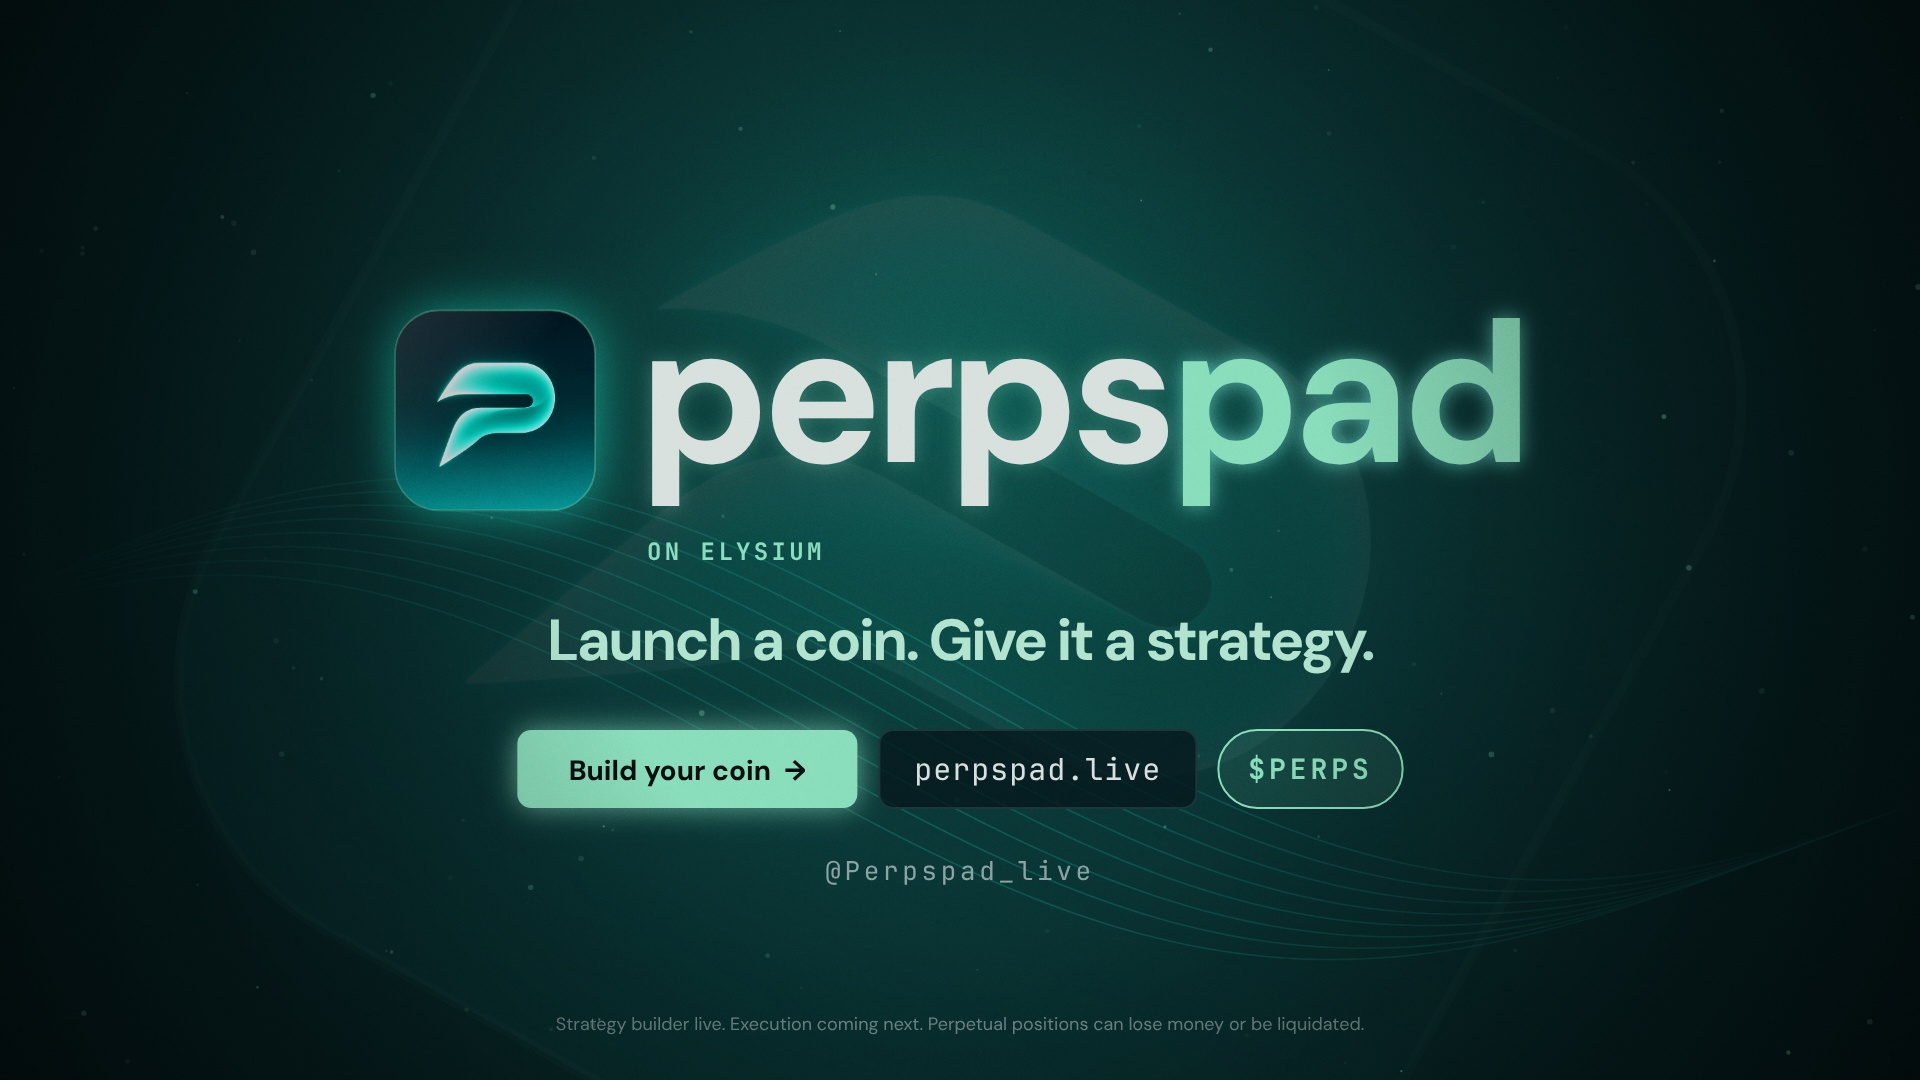 perpspad
ON ELYSIUM
Launch a coin. Give it a strategy.
Build your coin →
perpspad.live
$PERPS
@Perpspad_live
Strategy builder live. Execution coming next. Perpetual positions can lose money or be liquidated.